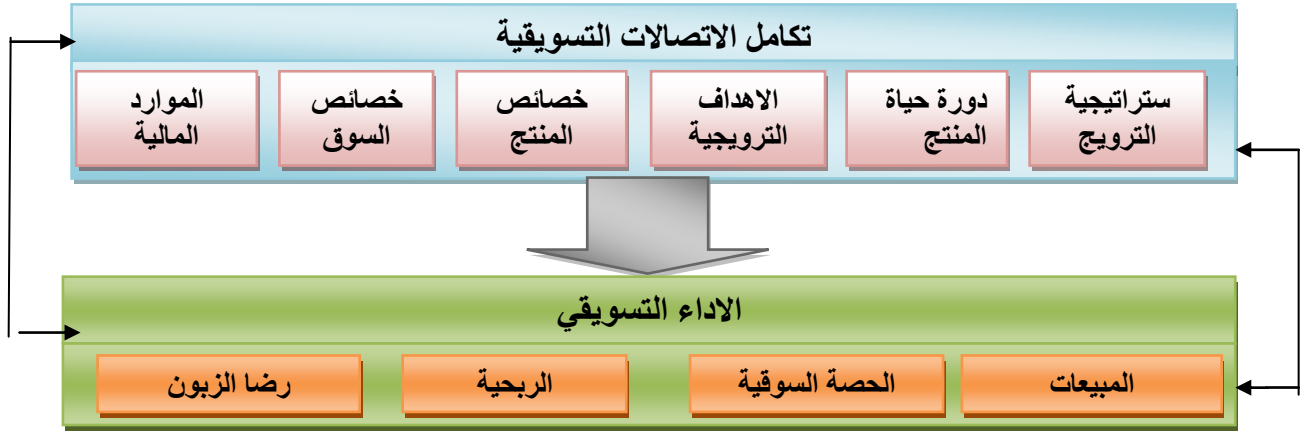 تكامل الاتصالات التسويقية
ستراتيجية
الترويج
دورة حياة
المنتج
الاهداف
الترويجية
خصائص
المنتج
خصائص
السوق
الموارد
المالية
الاداء التسويقي
المبيعات
الحصة السوقية
الربحية
رضا الزبون